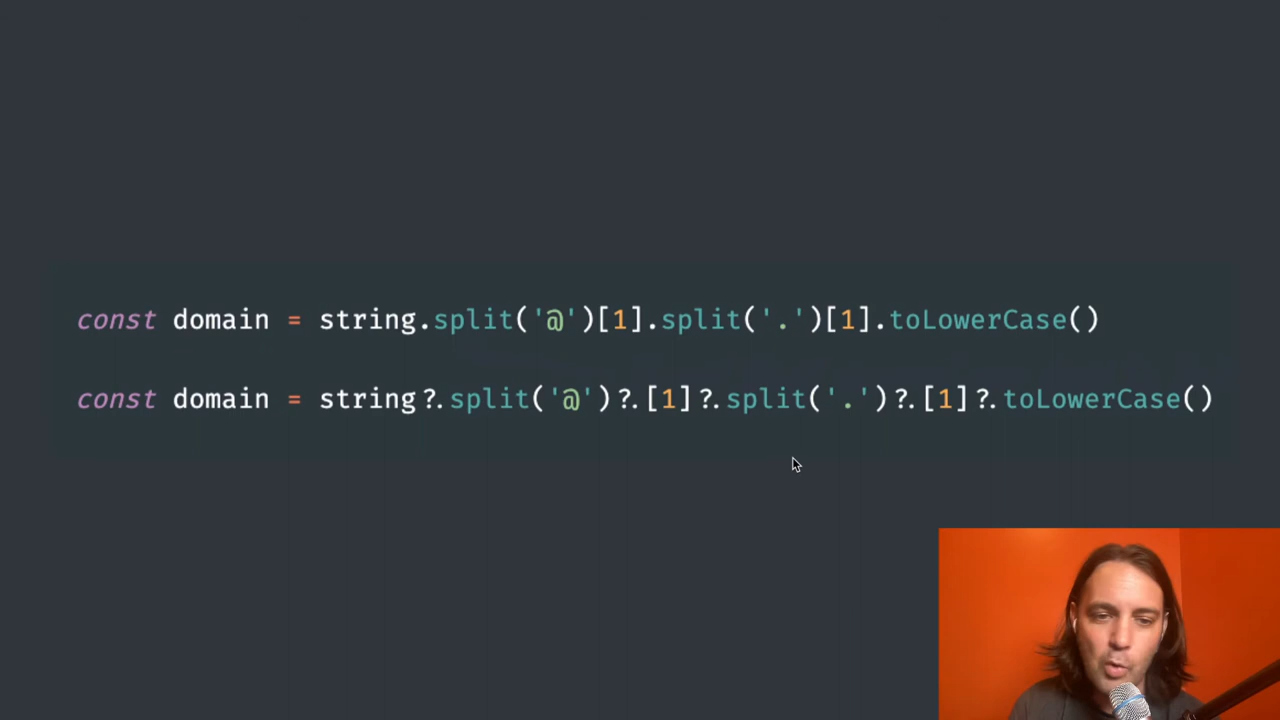 const domain = string.split('@')[1].split('.')[1].toLowerCase()
const domain = string?.split('@')?.[1]?.split('.')?.[1]?.toLowerCase()